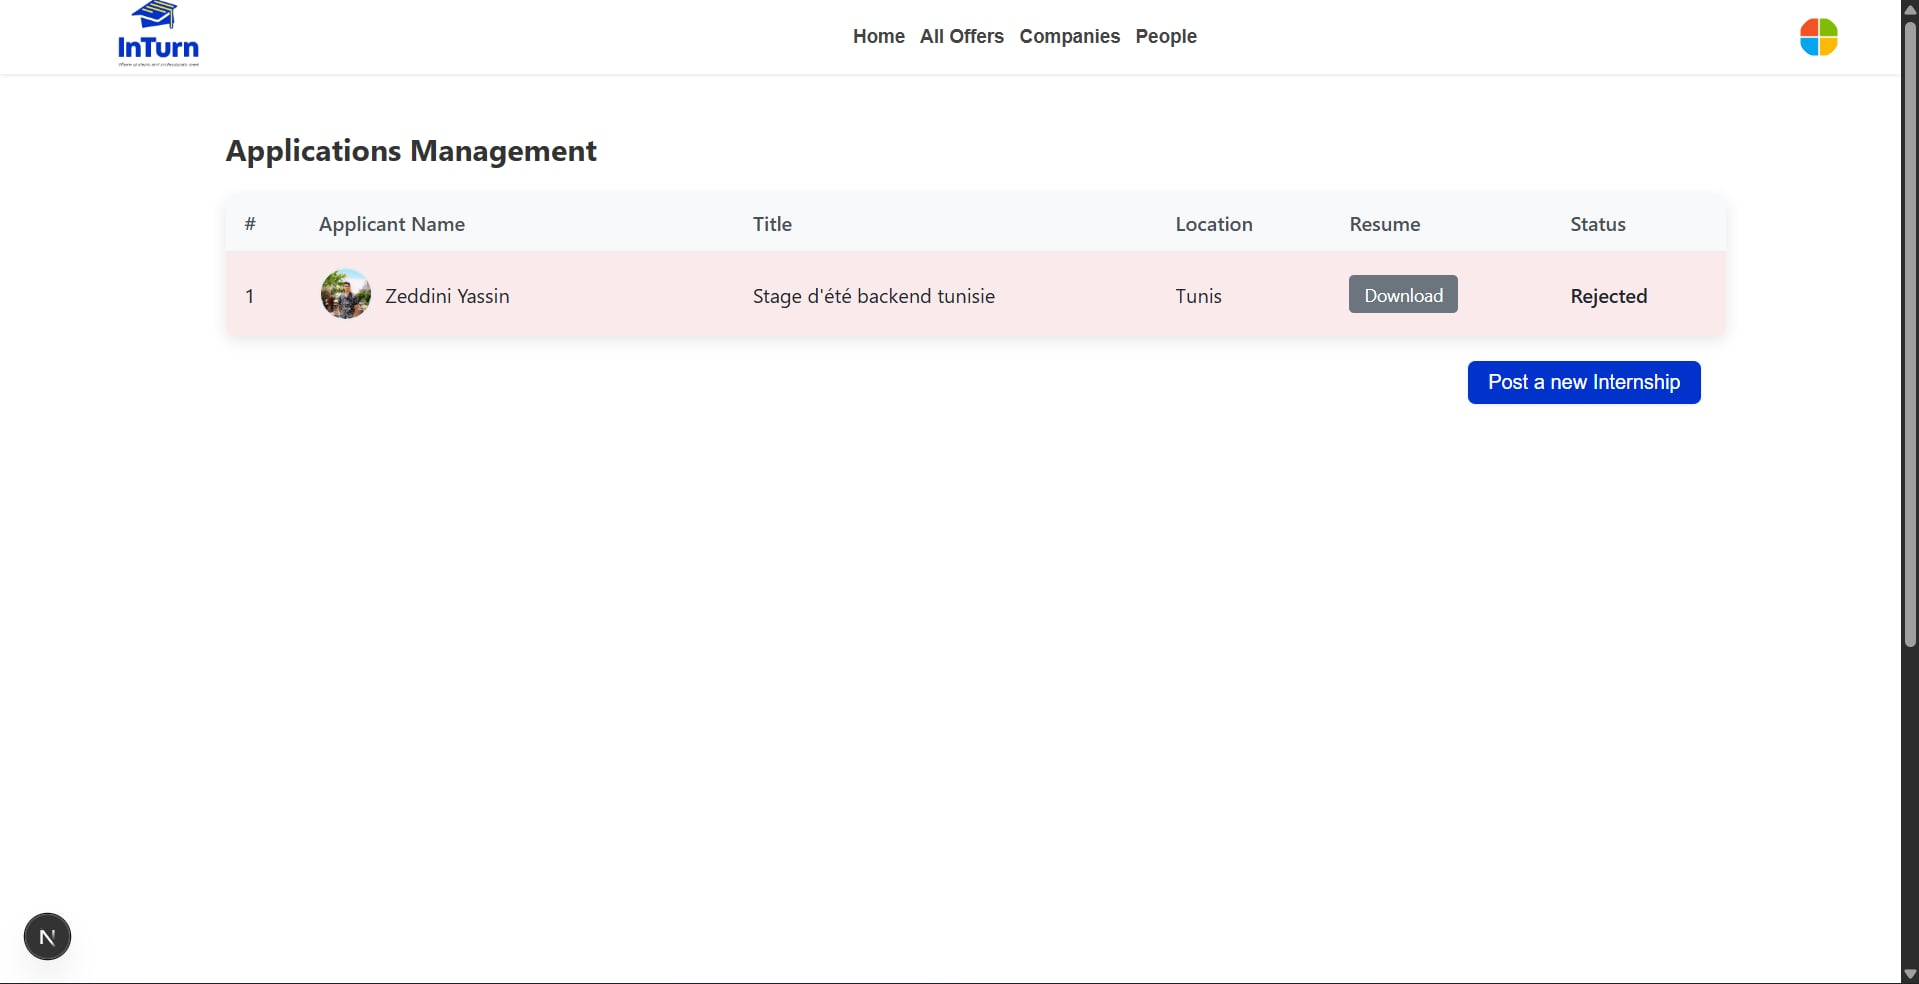 InTurn
Home All Offers Companies People
Applications Management
# Applicant Name Title Location Resume Status
1 Zeddini Yassin Stage d'été backend tunisie Tunis Download Rejected
Post a new Internship
N